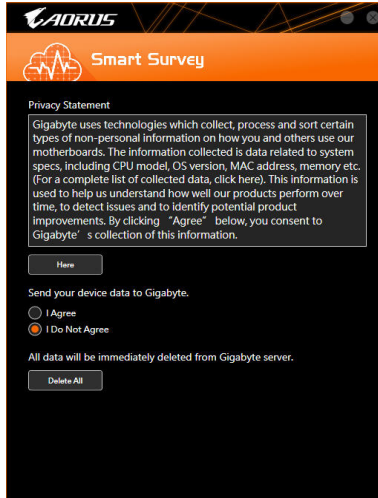 AORUS
Smart Survey
Privacy Statement
Gigabyte uses technologies which collect, process and sort certain
types of non-personal information on how you and others use our
motherboards. The information collected is data related to system
specs, including CPU model, OS version, MAC address, memory etc.
(For a complete list of collected data, click here). This information is
used to help us understand how well our products perform over
time, to detect issues and to identify potential product
improvements. By clicking “Agree” below, you consent to
Gigabyte’ s collection of this information.
Here
Send your device data to Gigabyte.
I Agree
I Do Not Agree
All data will be immediately deleted from Gigabyte server.
Delete All